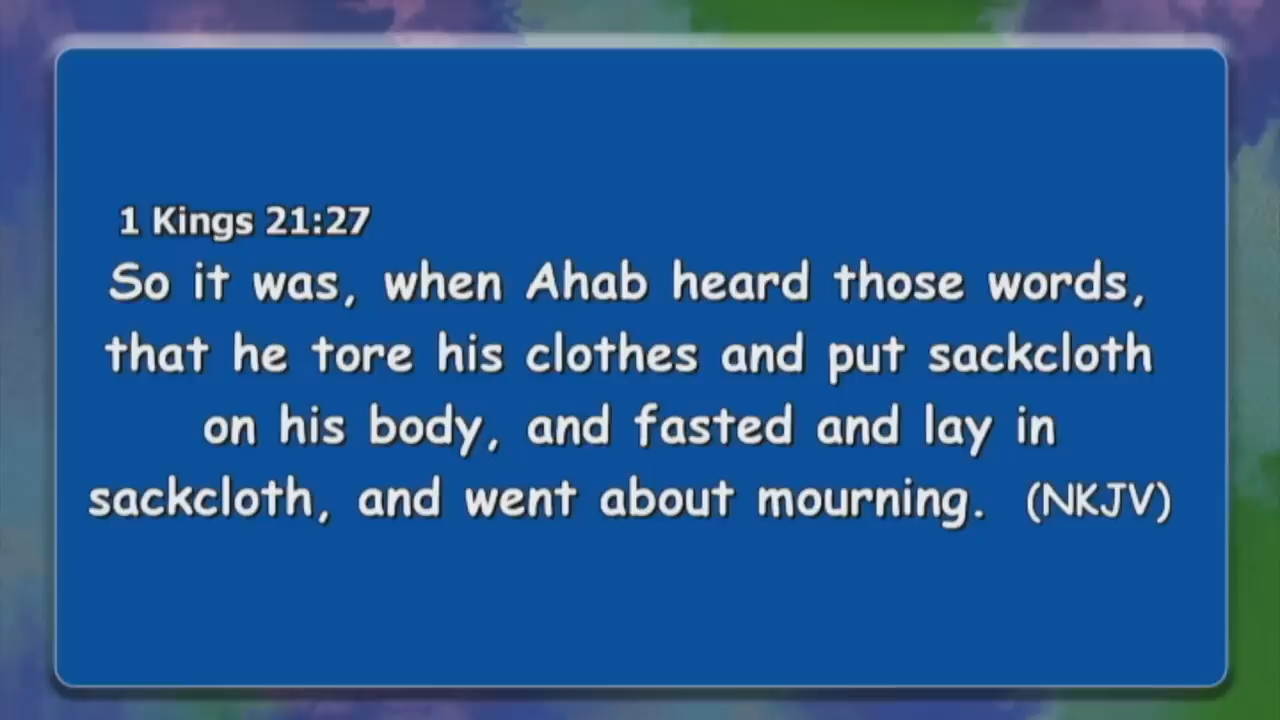 1 Kings 21:27
So it was, when Ahab heard those words,
that he tore his clothes and put sackcloth
on his body, and fasted and lay in
sackcloth, and went about mourning. (NKJV)